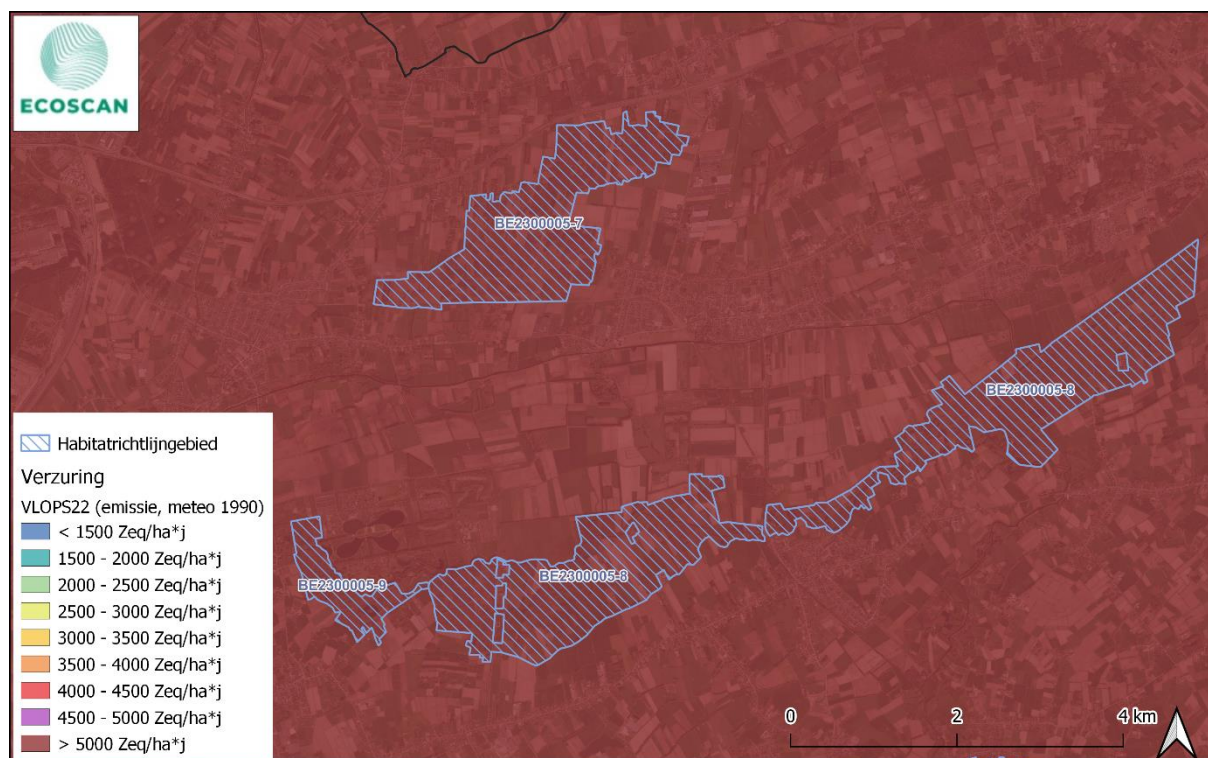 ECOSCAN
BE2300005-7
BE2300005-8
BE2300005-8
BE2300005-9
Habitatrichtlijngebied
Verzuring
VLOPS22 (emissie, meteo 1990)
< 1500 Zeq/ha*j
1500 - 2000 Zeq/ha*j
2000 - 2500 Zeq/ha*j
2500 - 3000 Zeq/ha*j
3000 - 3500 Zeq/ha*j
3500 - 4000 Zeq/ha*j
4000 - 4500 Zeq/ha*j
4500 - 5000 Zeq/ha*j
> 5000 Zeq/ha*j
0 2 4 km